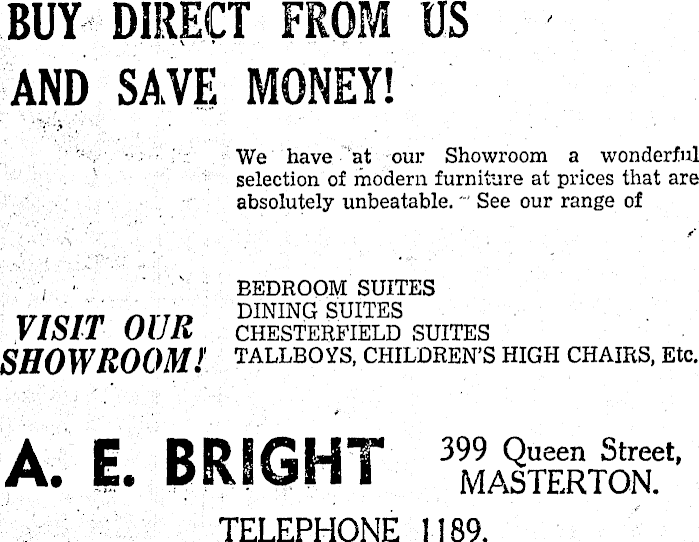 BUY DIRECT FROM US
AND SAVE MONEY!
We have at our Showroom a wonderful
selection of modern furniture at prices that are
absolutely unbeatable. See our range of
BEDROOM SUITES
DINING SUITES
CHESTERFIELD SUITES
TALLBOYS, CHILDREN'S HIGH CHAIRS, Etc.
VISIT OUR
SHOWROOM!
A. E. BRIGHT
399 Queen Street,
MASTERTON.
TELEPHONE 1189.